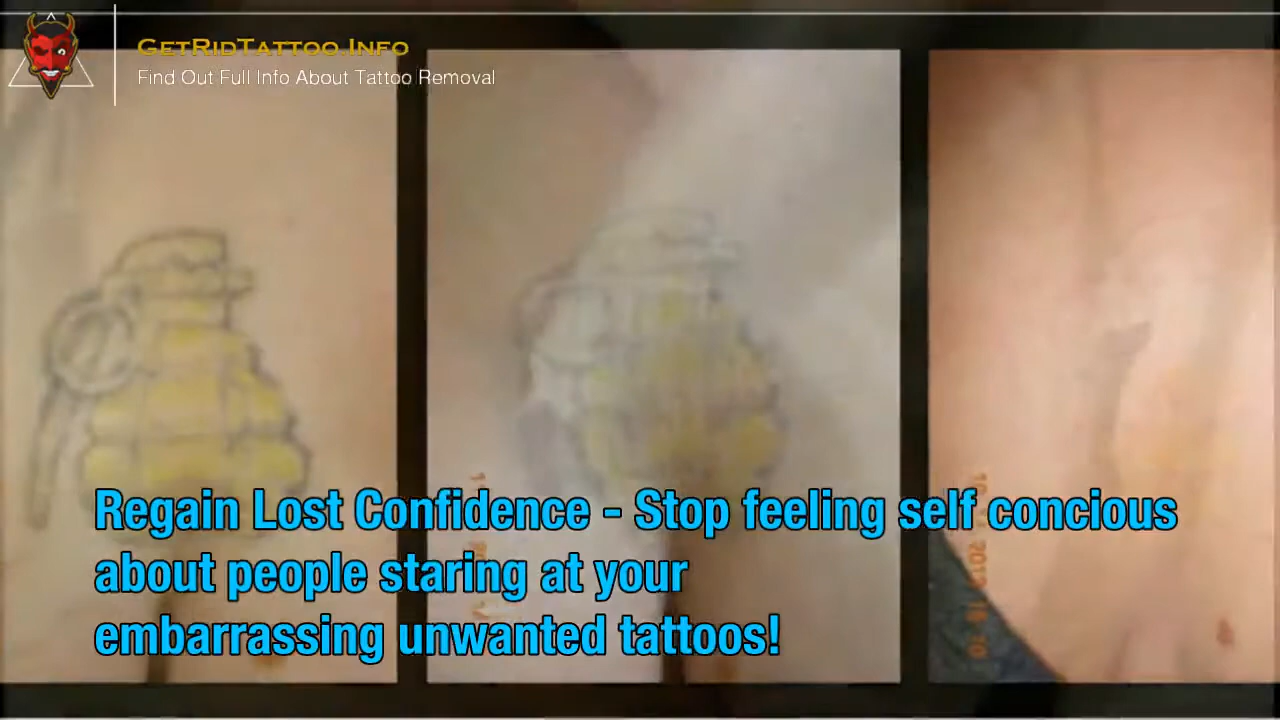 GetRidTattoo.Info
Find Out Full Info About Tattoo Removal
Regain Lost Confidence - Stop feeling self concious
about people staring at your
embarrassing unwanted tattoos!